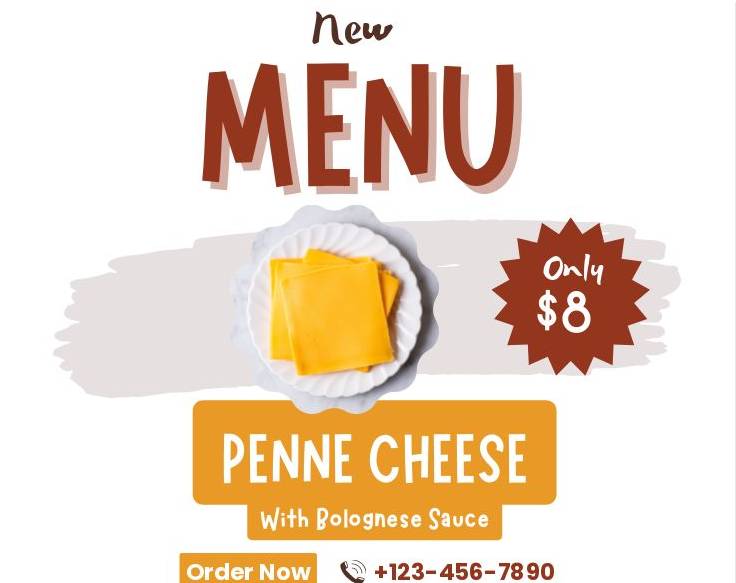 New
MENU
Only
$8
PENNE CHEESE
With Bolognese Sauce
Order Now
+123-456-7890